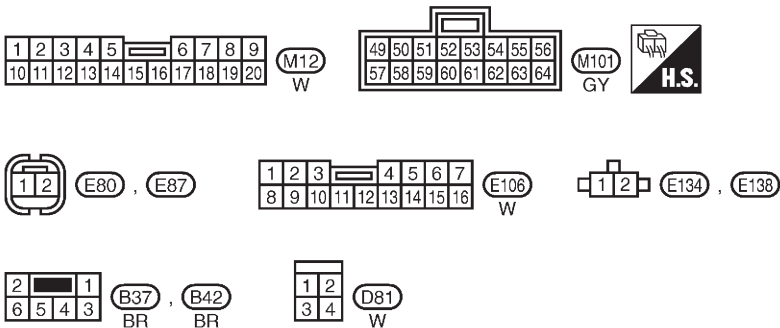 1 2 3 4 5 6 7 8 9
10 11 12 13 14 15 16 17 18 19 20
M12
W
49 50 51 52 53 54 55 56
57 58 59 60 61 62 63 64
M101
GY
H.S.
1 2
E80 , E87
1 2 3 4 5 6 7
8 9 10 11 12 13 14 15 16
E106
W
1 2
E134 , E138
2 1
6 5 4 3
B37 , B42
BR BR
1 2
3 4
D81
W